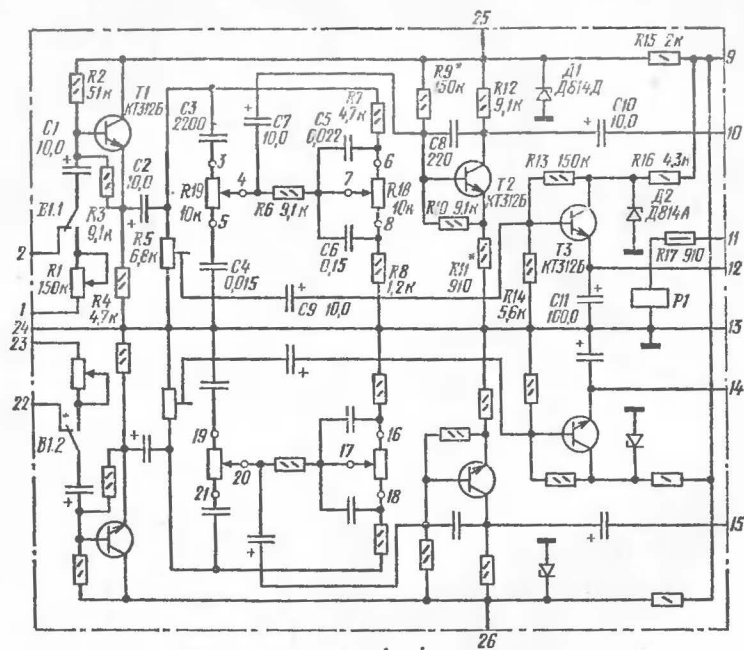 25
R2
51к
T1
КТ312Б
C1
10,0
C2
10,0
C3
2200
C7
10,0
C5
0,022
R7
4,7к
R9*
150к
R12
9,1к
Д1
Д814Д
R15 2к
9
C10
10,0
10
C8
220
3
4
5
6
7
8
R19
10к
R6 9,1к
R18
10к
R3
9,1к
B1.1
2
R1
150к
R5
6,8к
R4
4,7к
C4
0,015
C6
0,15
R8
1,2к
T2
КТ312Б
R10 9,1к
R11*
910
R13 150к
R16 4,3к
Д2
Д814А
T3
КТ312Б
R17 910
11
12
C9 10,0
R14
5,6к
C11
100,0
P1
1
24
13
23
22
B1.2
14
19
20
21
16
17
18
15
26